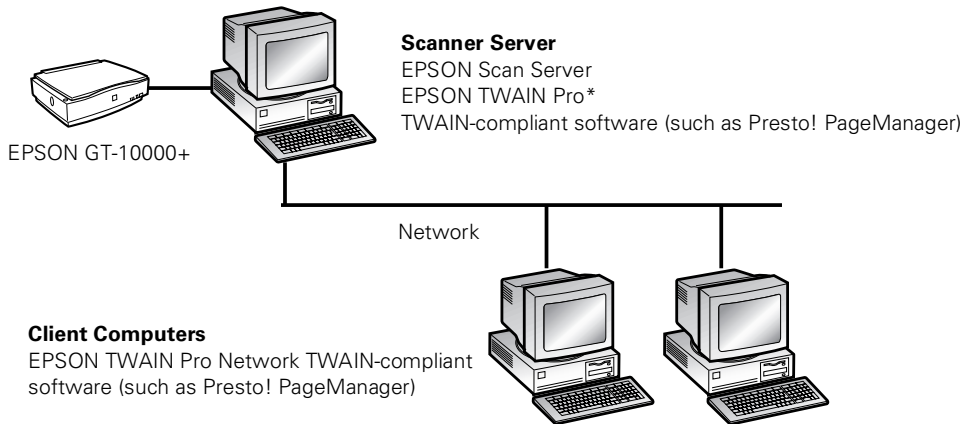 Scanner Server
EPSON Scan Server
EPSON TWAIN Pro*
TWAIN-compliant software (such as Presto! PageManager)
EPSON GT-10000+
Network
Client Computers
EPSON TWAIN Pro Network TWAIN-compliant
software (such as Presto! PageManager)